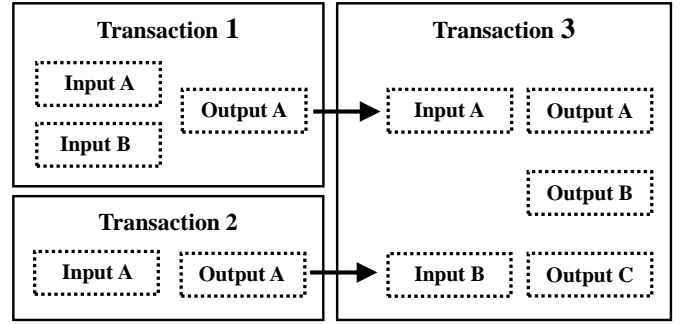 Transaction 1
Input A
Output A
Input B
Transaction 2
Input A
Output A
Transaction 3
Input A
Output A
Output B
Input B
Output C